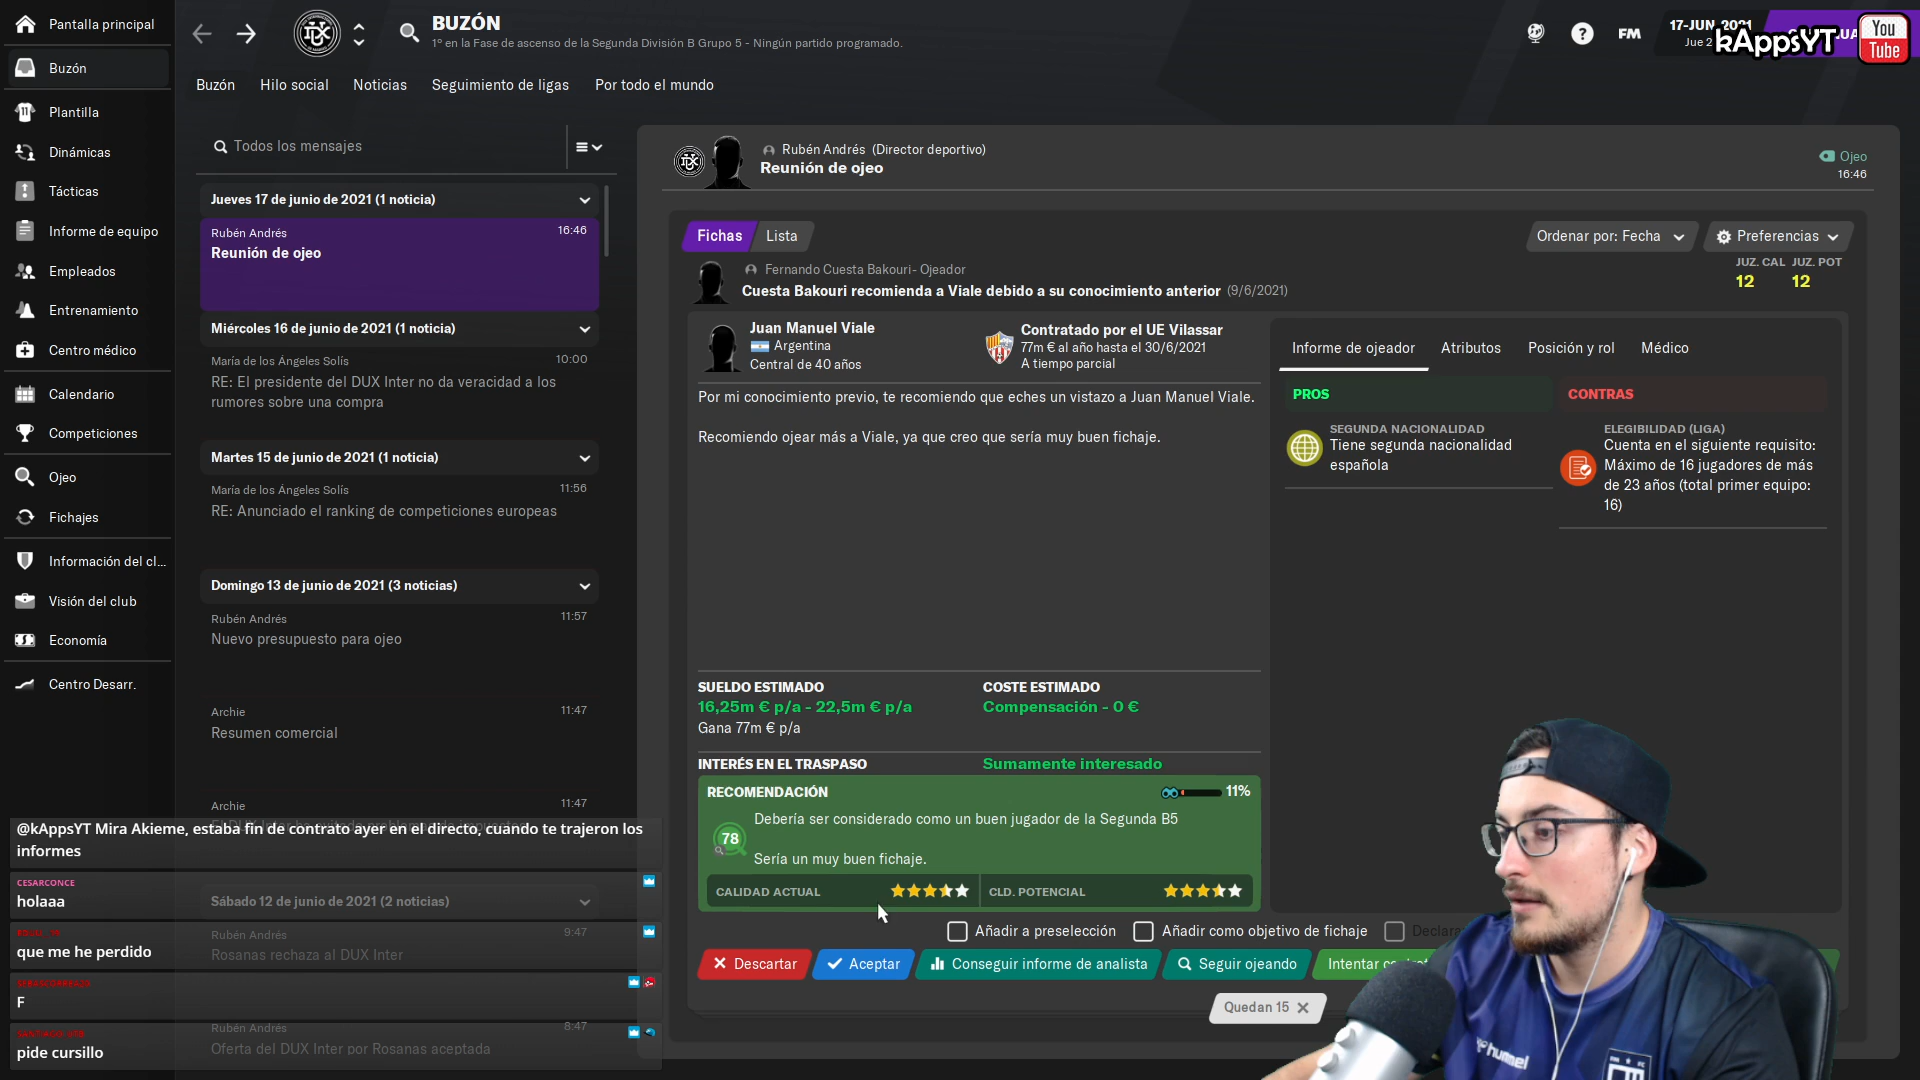 Pantalla principal
Buzón
Plantilla
Dinámicas
Tácticas
Informe de equipo
Empleados
Entrenamiento
Centro médico
Calendario
Competiciones
Ojeo
Fichajes
Información del cl...
Visión del club
Economía
Centro Desarr.
BUZÓN
1º en la Fase de ascenso de la Segunda División B Grupo 5 - Ningún partido programado.
FM
17-JUN-2021
Jue
kAppsYT
You
Tube
Buzón
Hilo social
Noticias
Seguimiento de ligas
Por todo el mundo
Todos los mensajes
Jueves 17 de junio de 2021 (1 noticia)
Rubén Andrés 16:46
Reunión de ojeo
Miércoles 16 de junio de 2021 (1 noticia)
María de los Ángeles Solís 10:00
RE: El presidente del DUX Inter no da veracidad a los
rumores sobre una compra
Martes 15 de junio de 2021 (1 noticia)
María de los Ángeles Solís 11:56
RE: Anunciado el ranking de competiciones europeas
Domingo 13 de junio de 2021 (3 noticias)
Rubén Andrés 11:57
Nuevo presupuesto para ojeo
Archie 11:47
Resumen comercial
Archie 11:47
@kAppsYT Mira Akieme, estaba fin de contrato ayer en el directo, cuando te trajeron los
informes
CESARCONCE
holaaa
Sábado 12 de junio de 2021 (2 noticias)
Rubén Andrés 9:47
que me he perdido
Rosanas rechaza al DUX Inter
F
Rubén Andrés 8:47
pide cursillo
Oferta del DUX Inter por Rosanas aceptada
Rubén Andrés (Director deportivo)
Reunión de ojeo
Ojeo
16:46
Fichas
Lista
Ordenar por: Fecha
Preferencias
Fernando Cuesta Bakouri- Ojeador
Cuesta Bakouri recomienda a Viale debido a su conocimiento anterior (9/6/2021)
JUZ. CAL JUZ. POT
12 12
Juan Manuel Viale
Argentina
Central de 40 años
Contratado por el UE Vilassar
77m € al año hasta el 30/6/2021
A tiempo parcial
Por mi conocimiento previo, te recomiendo que eches un vistazo a Juan Manuel Viale.
Recomiendo ojear más a Viale, ya que creo que sería muy buen fichaje.
SUELDO ESTIMADO
16,25m € p/a - 22,5m € p/a
Gana 77m € p/a
COSTE ESTIMADO
Compensación - 0 €
INTERÉS EN EL TRASPASO
Sumamente interesado
RECOMENDACIÓN
11%
78
Debería ser considerado como un buen jugador de la Segunda B5
Sería un muy buen fichaje.
CALIDAD ACTUAL
CLD. POTENCIAL
Informe de ojeador
Atributos
Posición y rol
Médico
PROS
SEGUNDA NACIONALIDAD
Tiene segunda nacionalidad
española
CONTRAS
ELEGIBILIDAD (LIGA)
Cuenta en el siguiente requisito:
Máximo de 16 jugadores de más
de 23 años (total primer equipo:
16)
Añadir a preselección
Añadir como objetivo de fichaje
Descartar
Aceptar
Conseguir informe de analista
Seguir ojeando
Intentar
Quedan 15
hummel